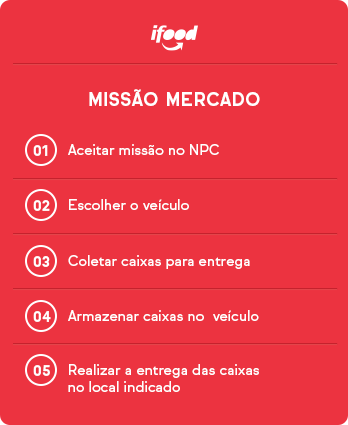 ifood
MISSÃO MERCADO
01 Aceitar missão no NPC
02 Escolher o veículo
03 Coletar caixas para entrega
04 Armazenar caixas no  veículo
05 Realizar a entrega das caixas
no local indicado